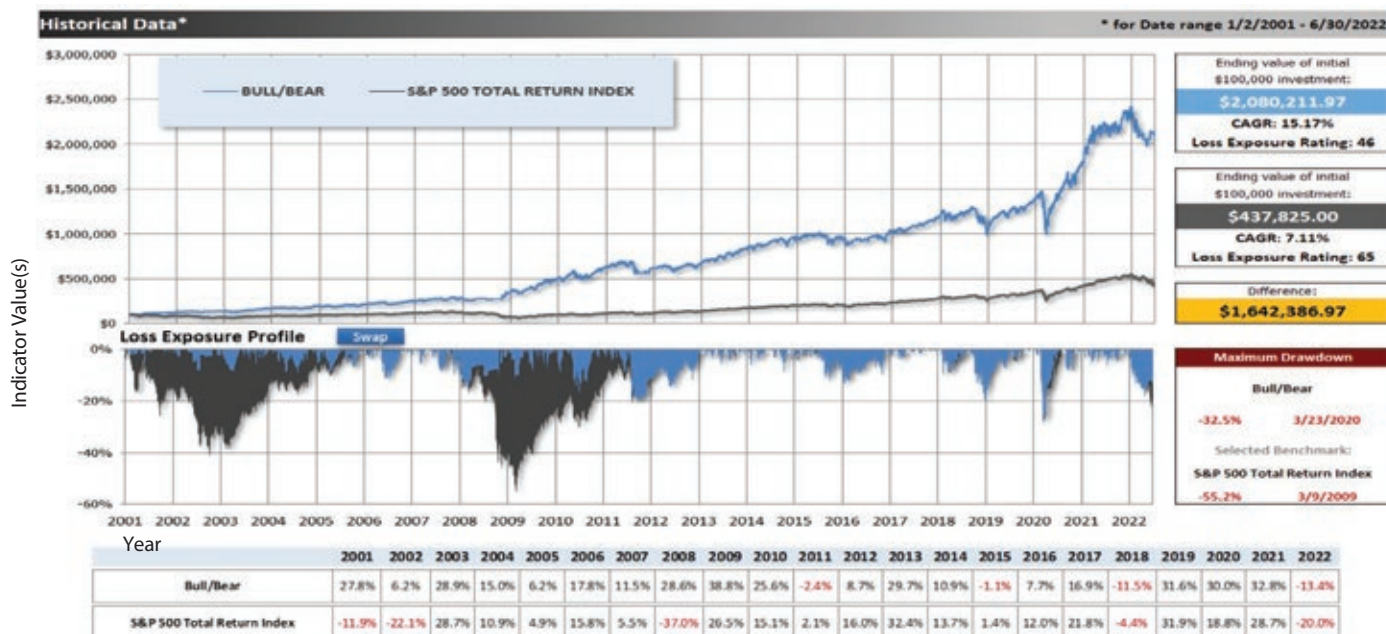 Historical Data*
* for Date range 1/2/2001 - 6/30/2022
$3,000,000
$2,500,000
$2,000,000
$1,500,000
$1,000,000
$500,000
$0
BULL/BEAR
S&P 500 TOTAL RETURN INDEX
Ending value of initial
$100,000 investment:
$2,080,211.97
CAGR: 15.17%
Loss Exposure Rating: 46
Ending value of initial
$100,000 investment:
$437,825.00
CAGR: 7.11%
Loss Exposure Rating: 65
Difference:
$1,642,386.97
Indicator Value(s)
Loss Exposure Profile
Swap
0%
-20%
-40%
-60%
Maximum Drawdown
Bull/Bear
-32.5% 3/23/2020
Selected Benchmark:
S&P 500 Total Return Index
-55.2% 3/9/2009
2001 2002 2003 2004 2005 2006 2007 2008 2009 2010 2011 2012 2013 2014 2015 2016 2017 2018 2019 2020 2021 2022
Year
2001 2002 2003 2004 2005 2006 2007 2008 2009 2010 2011 2012 2013 2014 2015 2016 2017 2018 2019 2020 2021 2022
Bull/Bear 27.8% 6.2% 28.9% 15.0% 6.2% 17.8% 11.5% 28.6% 38.8% 25.6% -2.4% 8.7% 29.7% 10.9% -1.1% 7.7% 16.9% -11.5% 31.6% 30.0% 32.8% -13.4%
S&P 500 Total Return Index -11.9% -22.1% 28.7% 10.9% 4.9% 15.8% 5.5% -37.0% 26.5% 15.1% 2.1% 16.0% 32.4% 13.7% 1.4% 12.0% 21.8% -4.4% 31.9% 18.8% 28.7% -20.0%